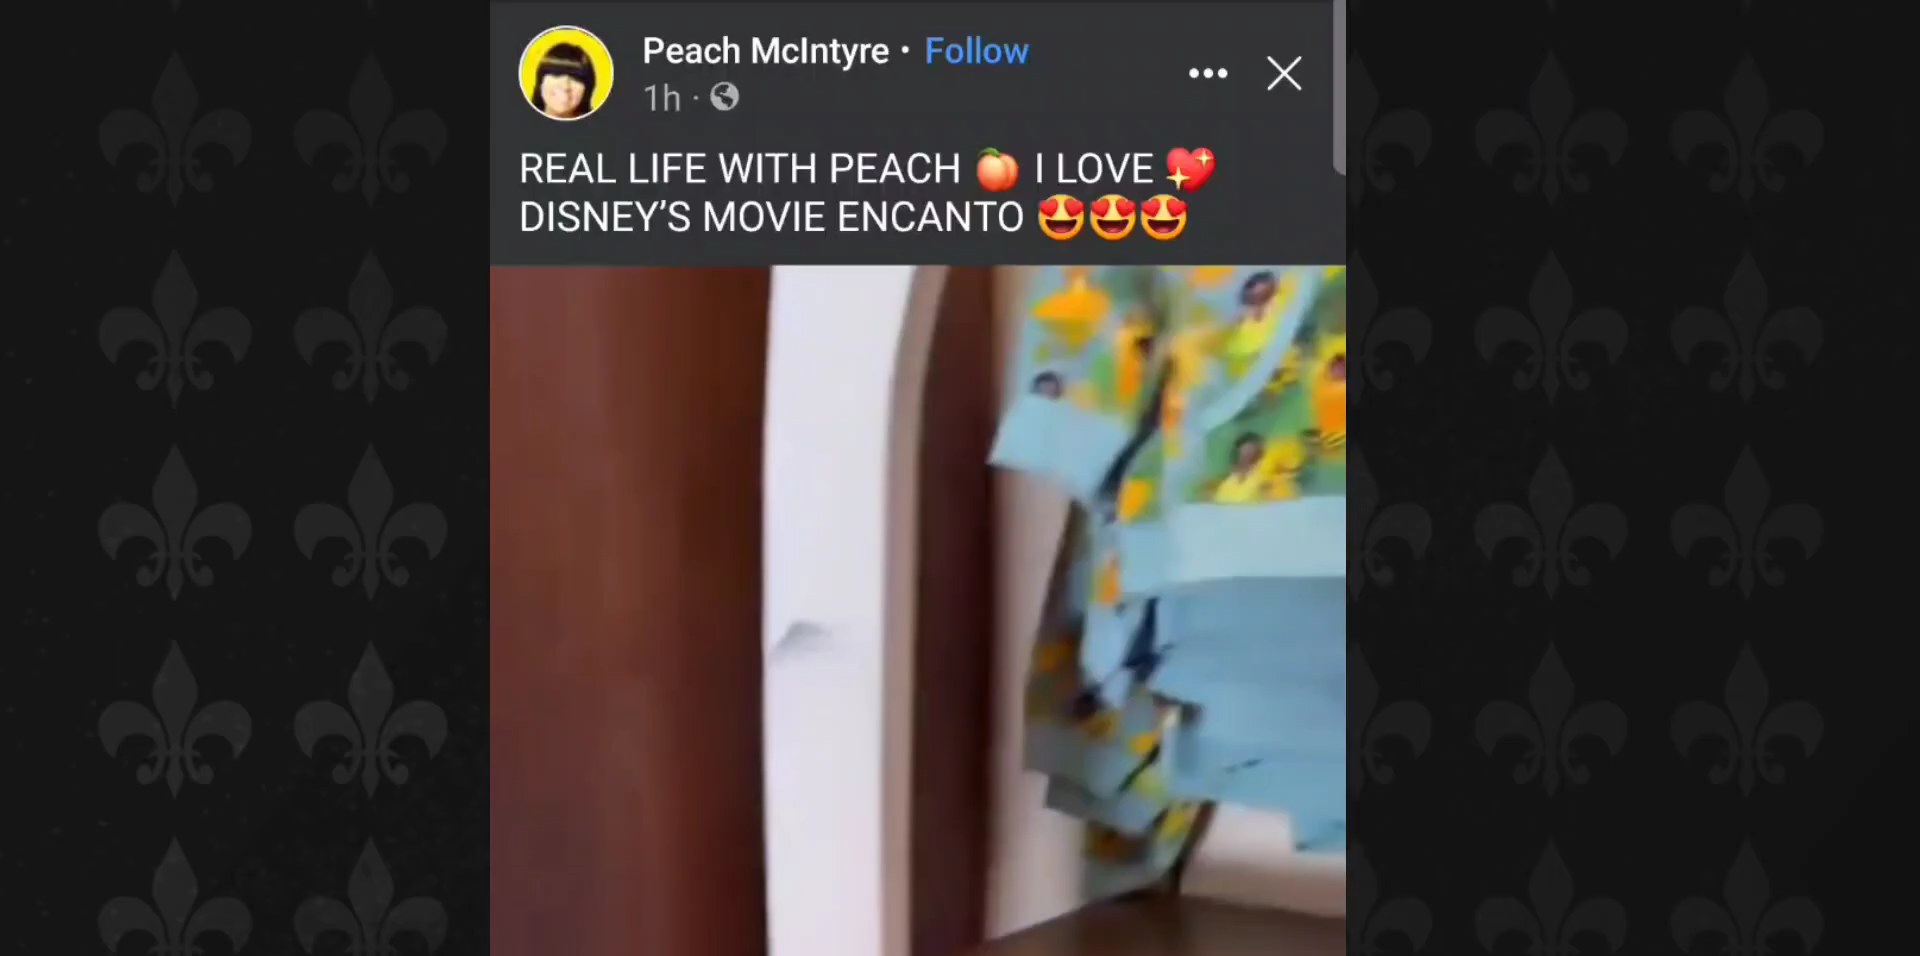 Peach McIntyre · Follow
1h ·
REAL LIFE WITH PEACH 🍑 I LOVE 💖
DISNEY’S MOVIE ENCANTO 😍😍😍